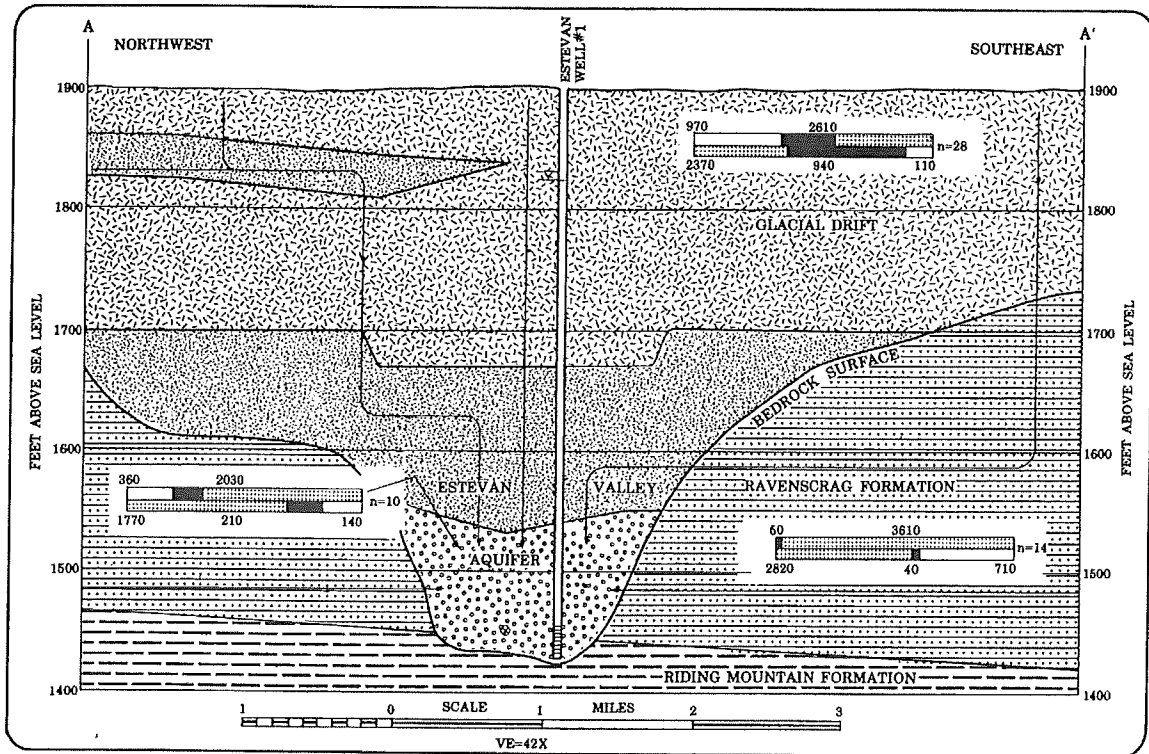 A
NORTHWEST
ESTEVAN
WELL#1
SOUTHEAST
A'
1900
1900
970 2610
n=28
2370 940 110
1800
1800
GLACIAL DRIFT
FEET ABOVE SEA LEVEL
FEET ABOVE SEA LEVEL
1700
1700
BEDROCK SURFACE
1600
1600
360 2030
n=10
1770 210 140
ESTEVAN VALLEY
RAVENSCRAG FORMATION
60 3610
n=14
2820 40 710
AQUIFER
1500
1500
RIDING MOUNTAIN FORMATION
1400
1400
1 0 SCALE 1 MILES 2 3
VE=42X